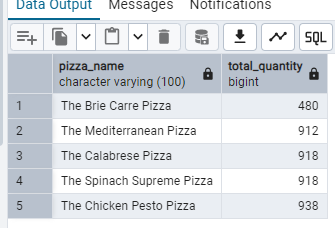 Data Output Messages Notifications
SQL
pizza_name total_quantity
character varying (100) bigint
1 The Brie Carre Pizza 480
2 The Mediterranean Pizza 912
3 The Calabrese Pizza 918
4 The Spinach Supreme Pizza 918
5 The Chicken Pesto Pizza 938